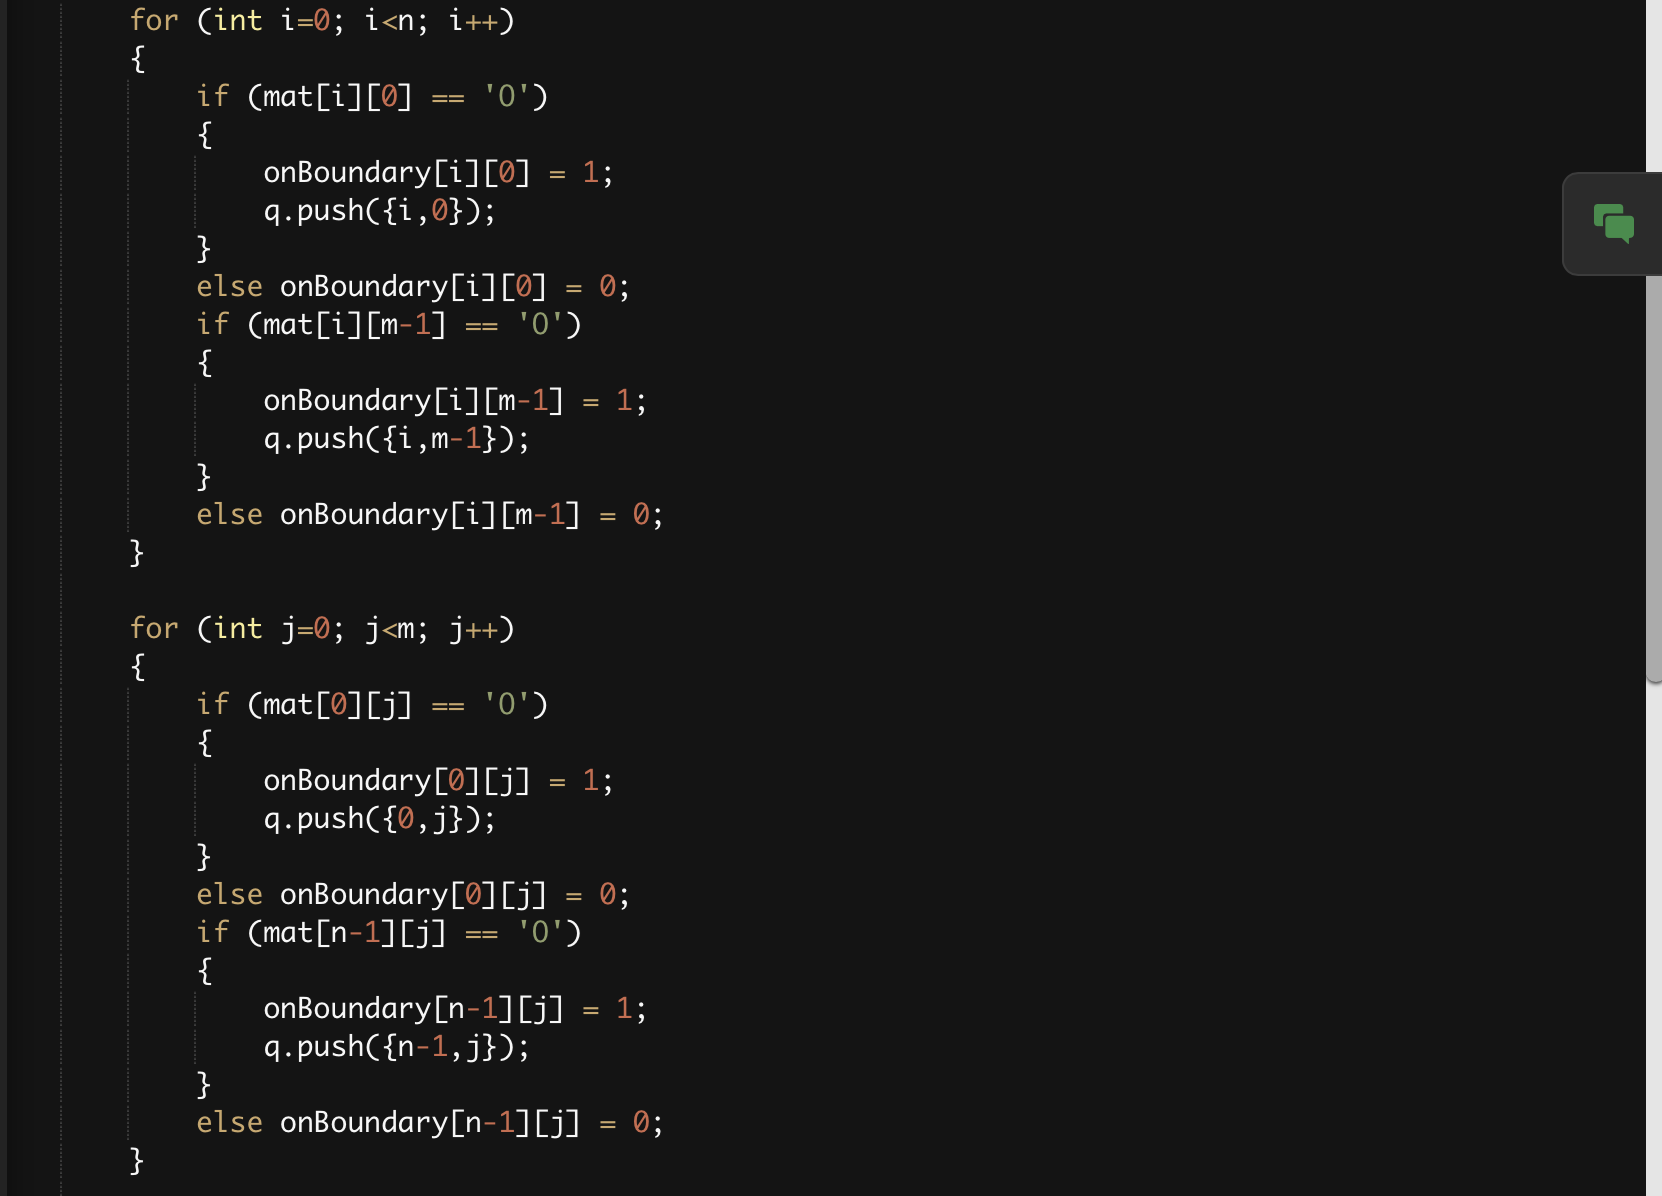 for (int i=0; i<n; i++)
{
if (mat[i][0] == 'O')
{
onBoundary[i][0] = 1;
q.push({i,0});
}
else onBoundary[i][0] = 0;
if (mat[i][m-1] == 'O')
{
onBoundary[i][m-1] = 1;
q.push({i,m-1});
}
else onBoundary[i][m-1] = 0;
}
for (int j=0; j<m; j++)
{
if (mat[0][j] == 'O')
{
onBoundary[0][j] = 1;
q.push({0,j});
}
else onBoundary[0][j] = 0;
if (mat[n-1][j] == 'O')
{
onBoundary[n-1][j] = 1;
q.push({n-1,j});
}
else onBoundary[n-1][j] = 0;
}